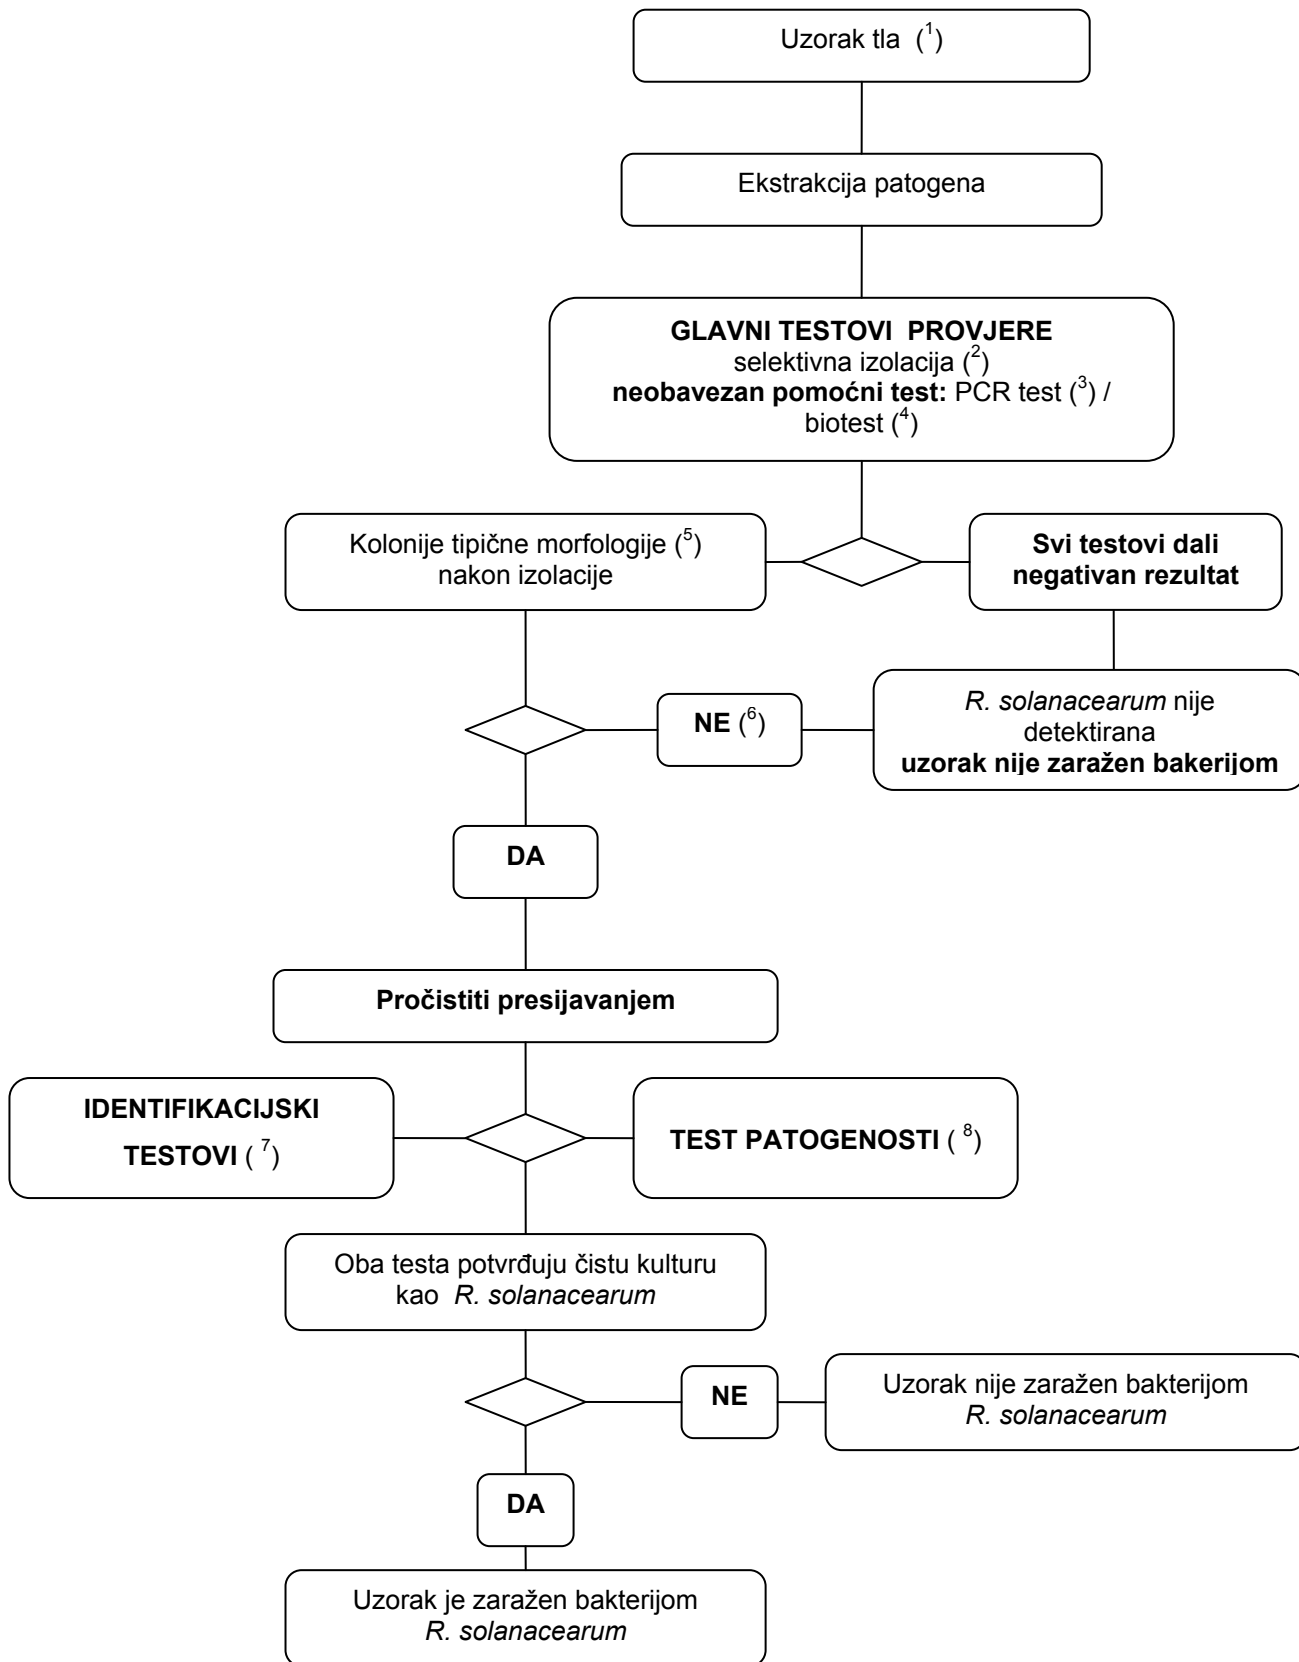 Uzorak tla (¹)
Ekstrakcija patogena
GLAVNI TESTOVI PROVJERE
selektivna izolacija (²)
neobavezan pomoćni test: PCR test (³) /
biotest (⁴)
Kolonije tipične morfologije (⁵)
nakon izolacije
Svi testovi dali
negativan rezultat
NE (⁶)
R. solanacearum nije
detektirana
uzorak nije zaražen bakerijom
DA
Pročistiti presijavanjem
IDENTIFIKACIJSKI
TESTOVI ( ⁷)
TEST PATOGENOSTI ( ⁸)
Oba testa potvrđuju čistu kulturu
kao R. solanacearum
NE
Uzorak nije zaražen bakterijom
R. solanacearum
DA
Uzorak je zaražen bakterijom
R. solanacearum